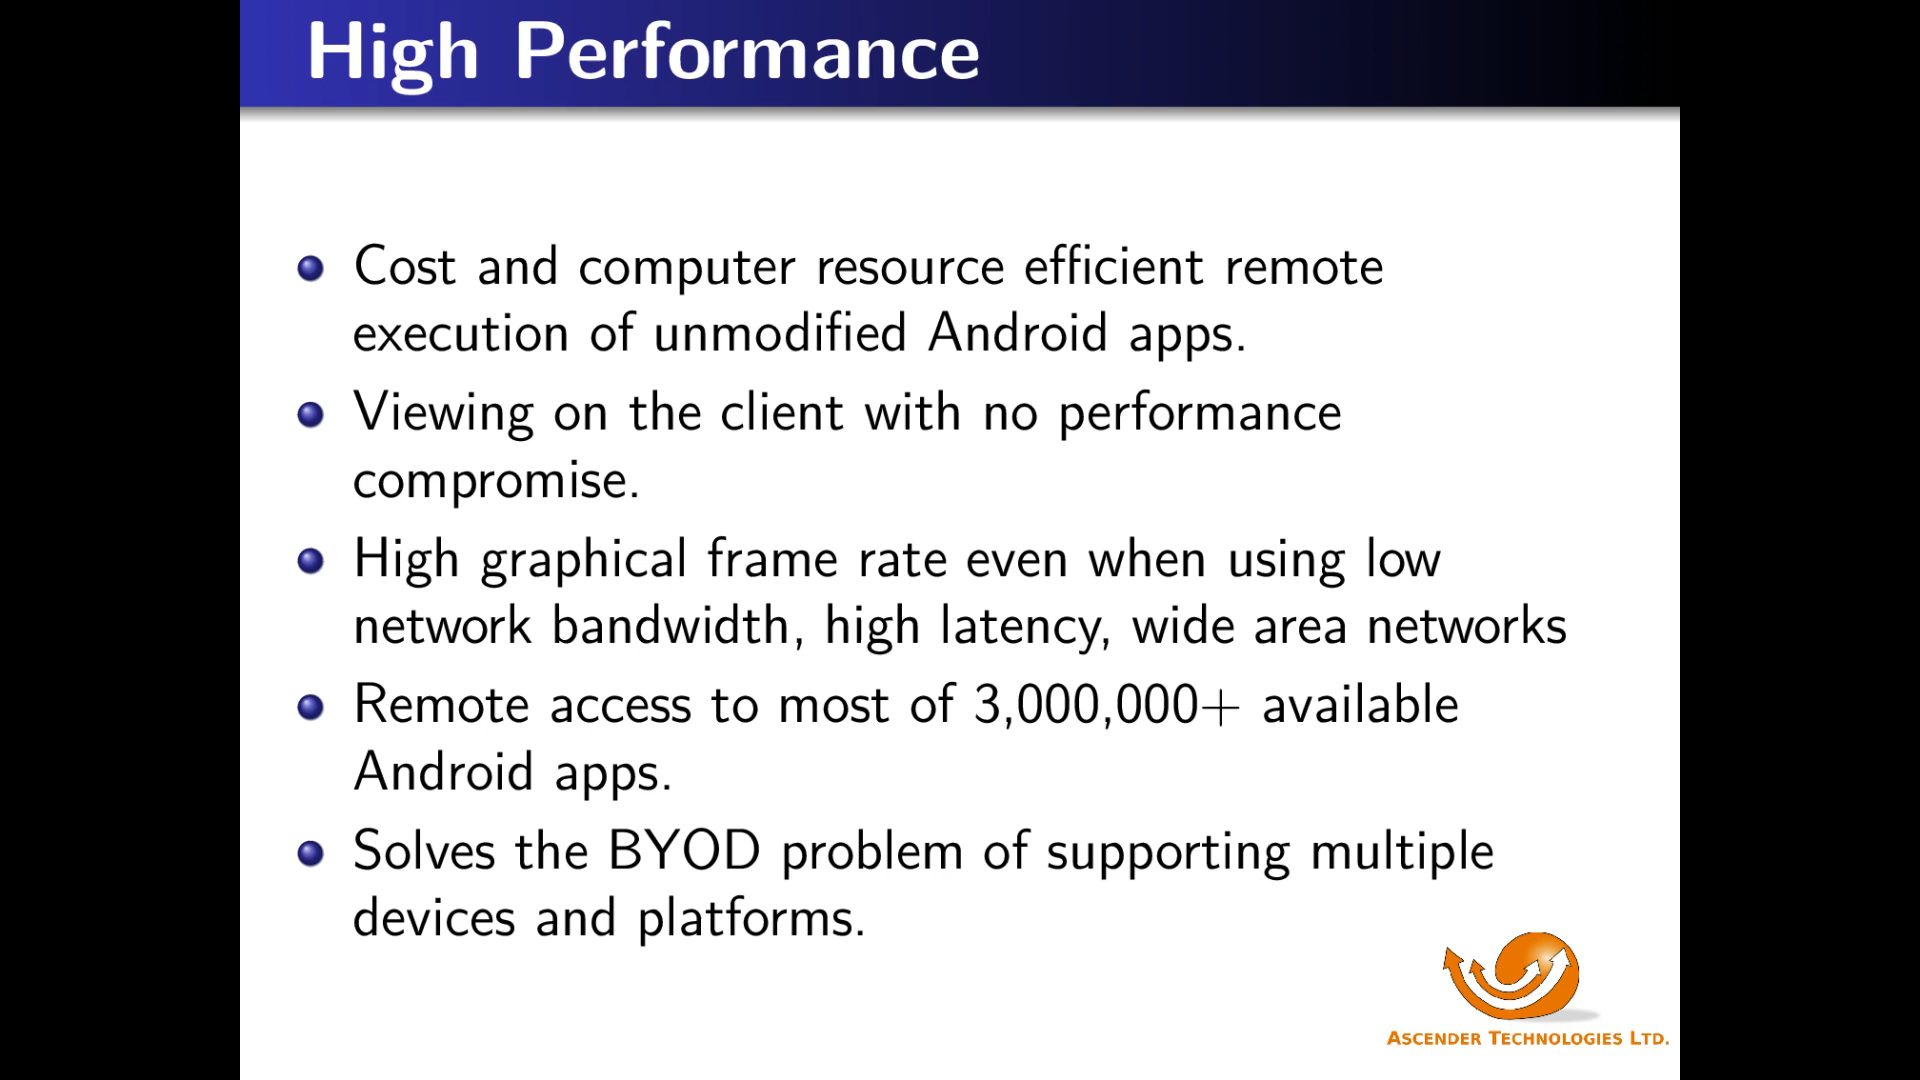 High Performance
Cost and computer resource efficient remote
execution of unmodified Android apps.
Viewing on the client with no performance
compromise.
High graphical frame rate even when using low
network bandwidth, high latency, wide area networks
Remote access to most of 3,000,000+ available
Android apps.
Solves the BYOD problem of supporting multiple
devices and platforms.
ASCENDER TECHNOLOGIES LTD.